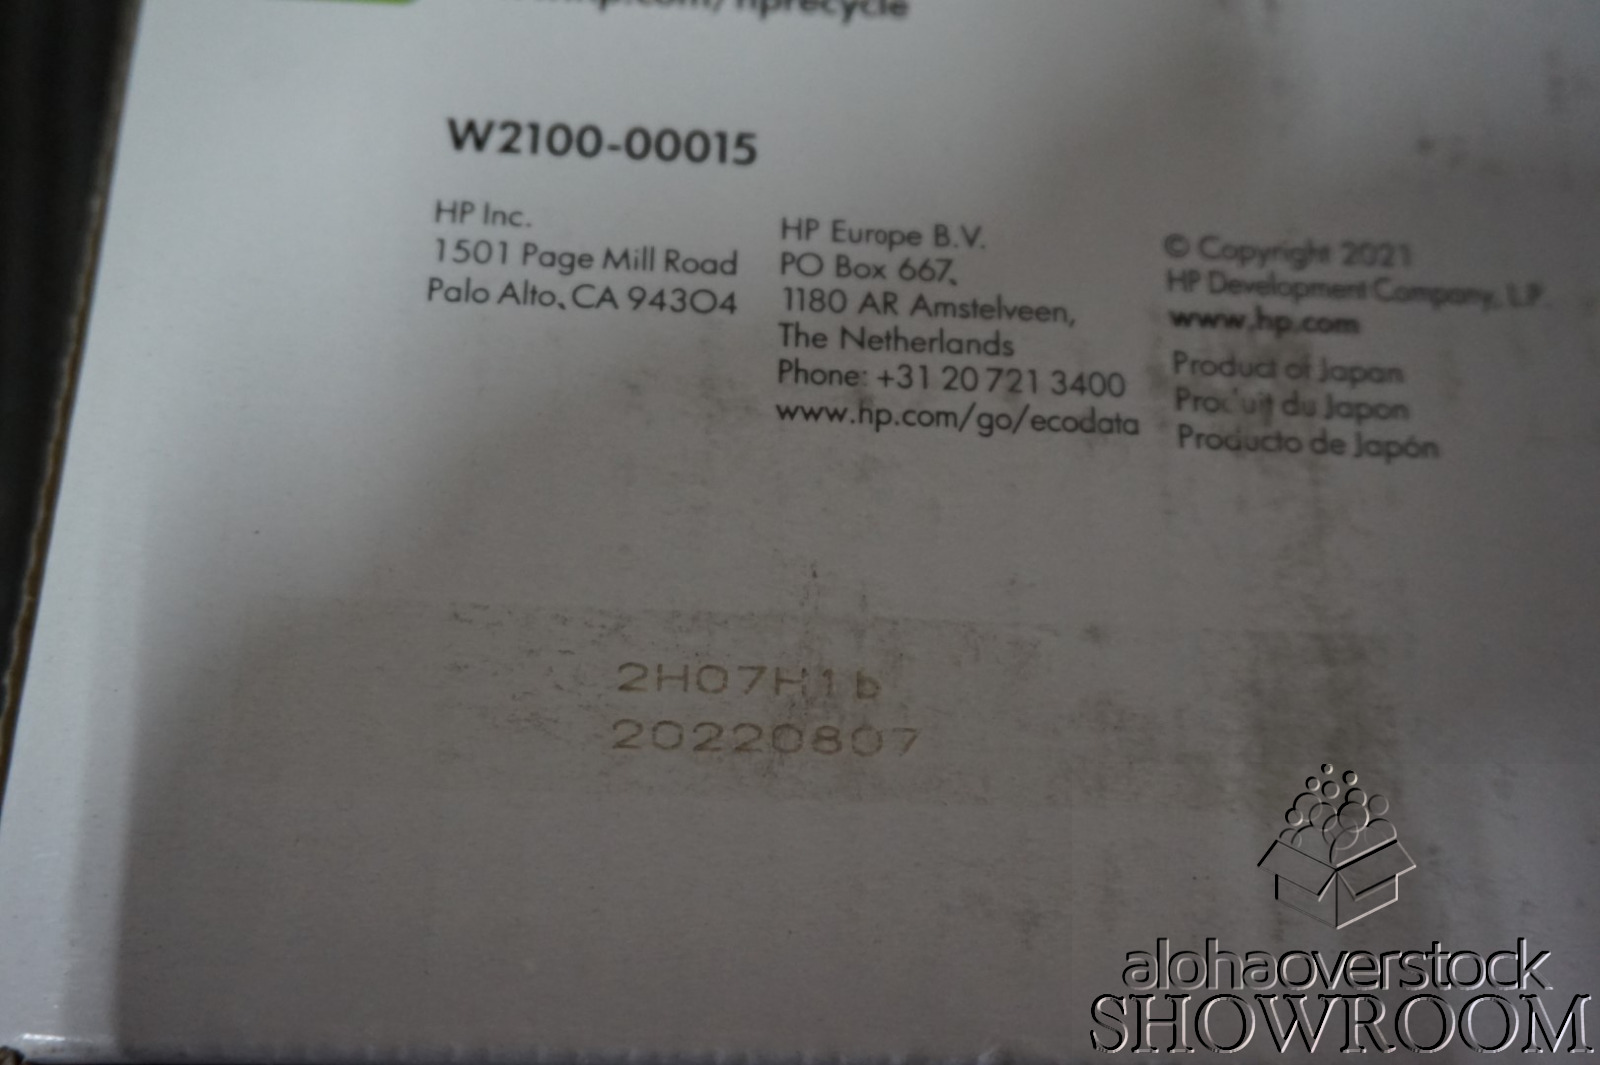 W2100-00015
HP Inc.
1501 Page Mill Road
Palo Alto, CA 94304
HP Europe B.V.
PO Box 667,
1180 AR Amstelveen,
The Netherlands
Phone: +31 20 721 3400
www.hp.com/go/ecodata
© Copyright 2021
HP Development Company, L.P.
www.hp.com
Product of Japan
Produit du Japon
Producto de Japón
2H07H1b
20220807
alohaoverstock
SHOWROOM